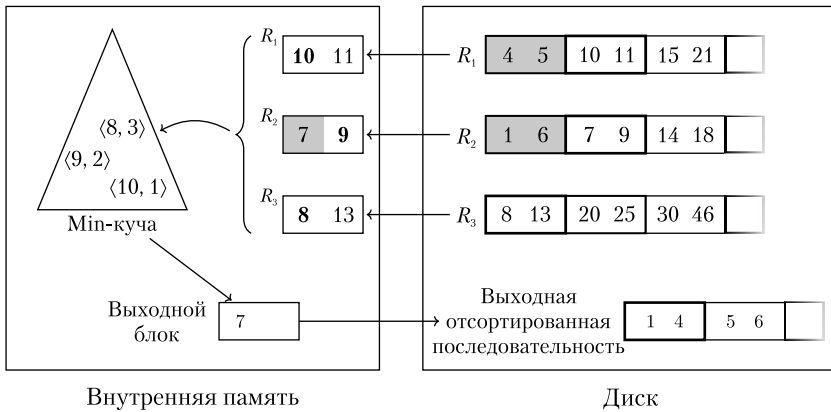 R₁ 10 11 R₁ 4 5 10 11 15 21
⟨8, 3⟩
R₂ 7 9 R₂ 1 6 7 9 14 18
⟨9, 2⟩
⟨10, 1⟩
R₃ 8 13 R₃ 8 13 20 25 30 46
Min-куча
Выходной
блок
7
Выходная
отсортированная
последовательность
1 4 5 6
Внутренняя память
Диск